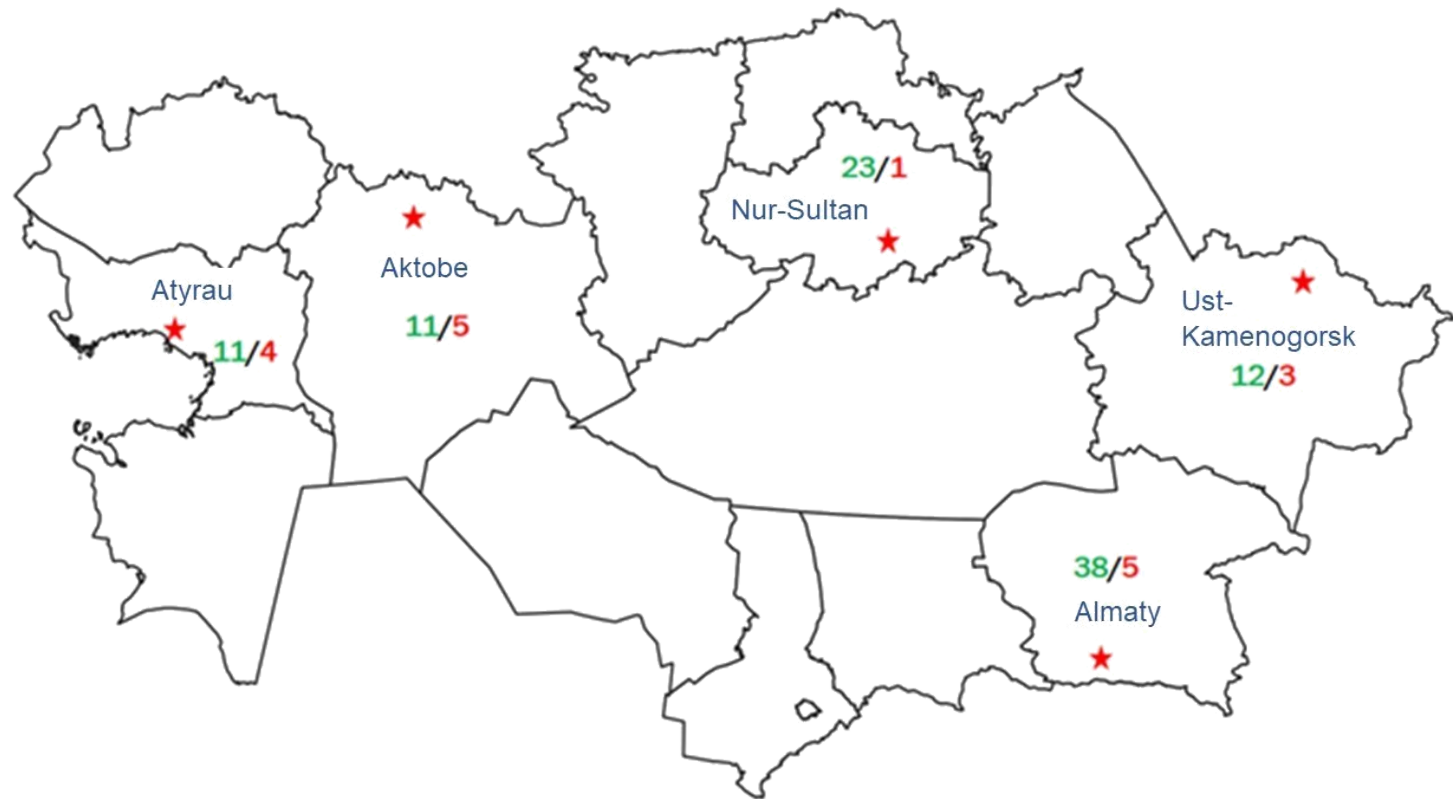 23/1
Nur-Sultan
Aktobe
11/5
Atyrau
11/4
Ust-
Kamenogorsk
12/3
38/5
Almaty